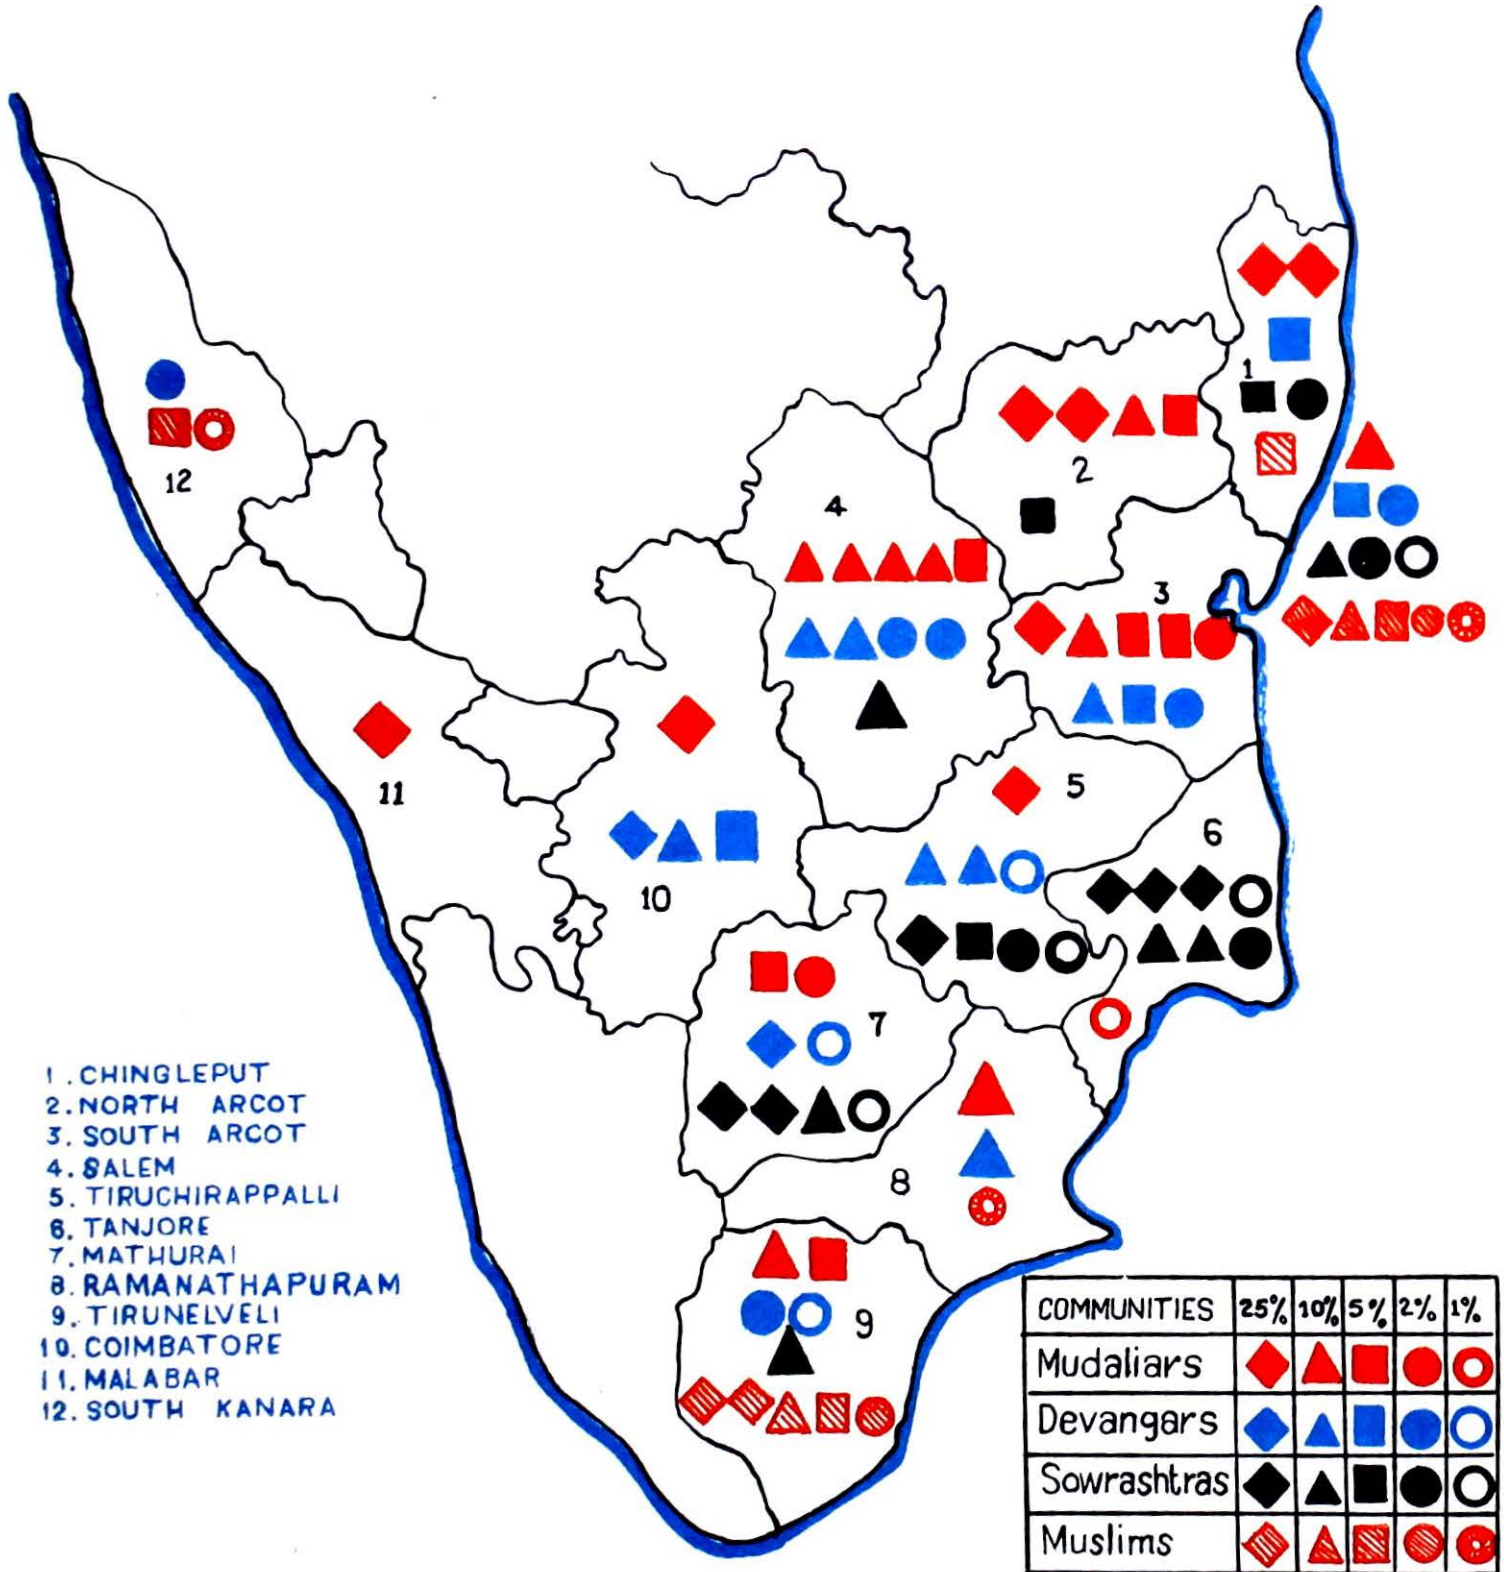 1
2
3
4
5
6
7
8
9
10
11
12
1. CHINGLEPUT
2. NORTH ARCOT
3. SOUTH ARCOT
4. SALEM
5. TIRUCHIRAPPALLI
6. TANJORE
7. MATHURAI
8. RAMANATHAPURAM
9. TIRUNELVELI
10. COIMBATORE
11. MALABAR
12. SOUTH KANARA
COMMUNITIES 25% 10% 5% 2% 1%
Mudaliars
Devangars
Sowrashtras
Muslims